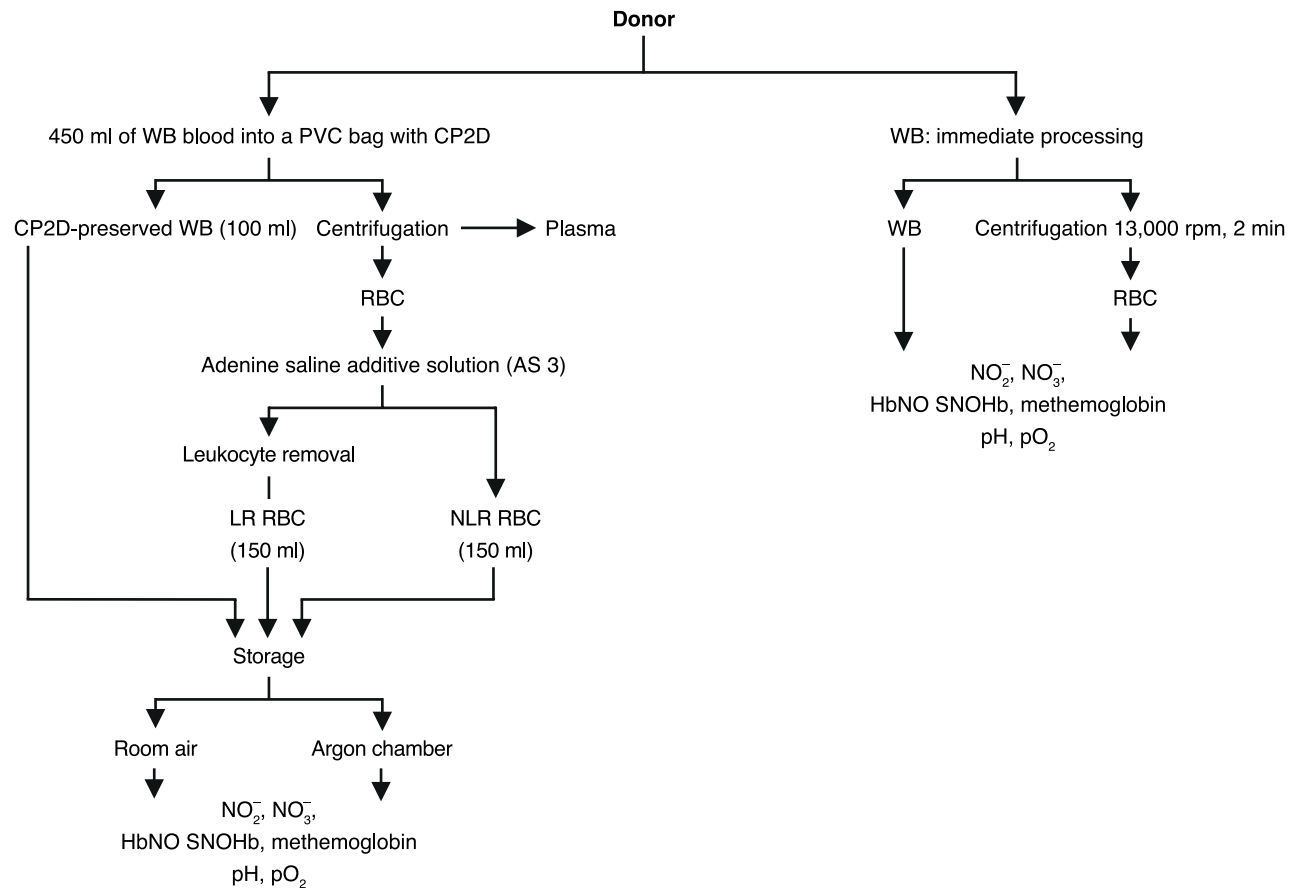 Donor
450 ml of WB blood into a PVC bag with CP2D
WB: immediate processing
CP2D-preserved WB (100 ml)
Centrifugation
Plasma
WB
Centrifugation 13,000 rpm, 2 min
RBC
RBC
Adenine saline additive solution (AS 3)
NO₂⁻, NO₃⁻,
HbNO SNOHb, methemoglobin
pH, pO₂
Leukocyte removal
LR RBC
(150 ml)
NLR RBC
(150 ml)
Storage
Room air
Argon chamber
NO₂⁻, NO₃⁻,
HbNO SNOHb, methemoglobin
pH, pO₂